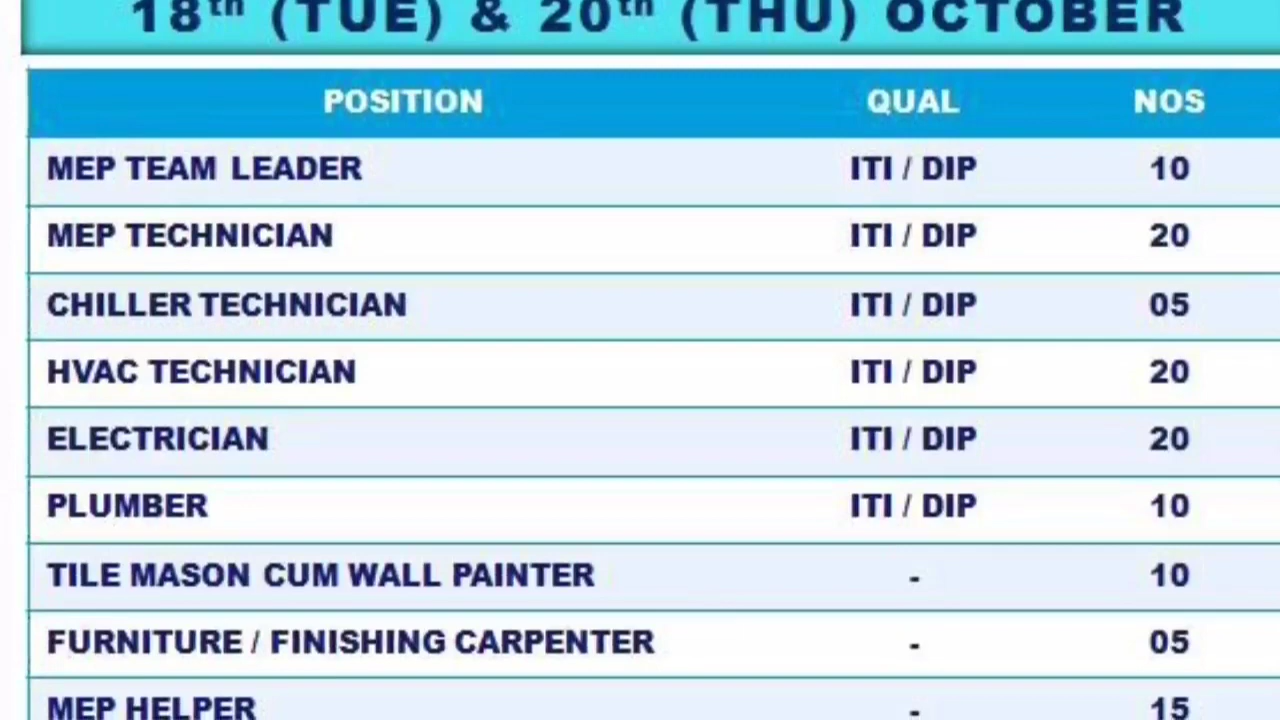 18th (TUE) & 20th (THU) OCTOBER
POSITION QUAL NOS
MEP TEAM LEADER ITI / DIP 10
MEP TECHNICIAN ITI / DIP 20
CHILLER TECHNICIAN ITI / DIP 05
HVAC TECHNICIAN ITI / DIP 20
ELECTRICIAN ITI / DIP 20
PLUMBER ITI / DIP 10
TILE MASON CUM WALL PAINTER - 10
FURNITURE / FINISHING CARPENTER - 05
MEP HELPER - 15